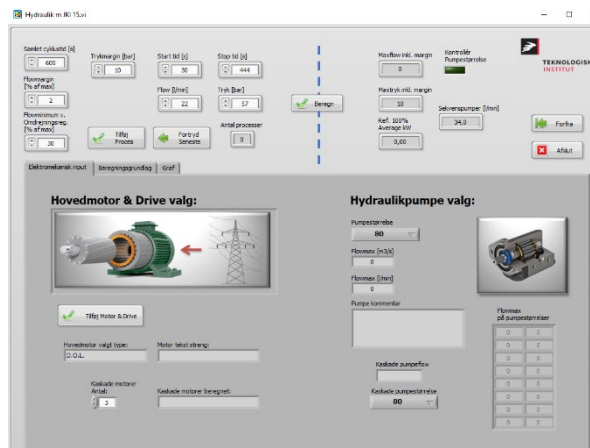 Hydraulik m JKI 15.vi
Samlet cyklustid [s]
600
Trykmargin [bar]
10
Start tid [s]
30
Stop tid [s]
444
Flowmargin
[% af max]
2
Flow [l/min]
22
Tryk [bar]
57
Flowminimum v.
Omdrejningsreg.
[% af max]
30
Tilføj
Proces
Fortryd
Seneste
Antal processer
0
Beregn
Maxflow inkl. margin
0
Kontrollér
Pumpestørrelse
Maxtryk inkl. margin
10
Sekvenspumper [l/min]
34,0
Ref. 100%
Average kW
0,00
TEKNOLOGISK
INSTITUT
Forfra
Afslut
Elektromekanisk input
Beregningsgrundlag
Graf
Hovedmotor & Drive valg:
Tilføj Motor & Drive
Hovedmotor valgt type:
D.O.L.
Motor tekst streng:
Kaskade motorer
Antal:
3
Kaskade motorer beregnet:
Hydraulikpumpe valg:
Pumpestørrelse
80
Flowmax [m3/s]
0
Flowmax [l/min]
0
Pumpe kommentar
Kaskade pumpeflow
Kaskade pumpestørrelse
80
Flowmax
på pumpestørrelser
0 0
0 0
0 0
0 0
0 0
0 0
0 0
0 0